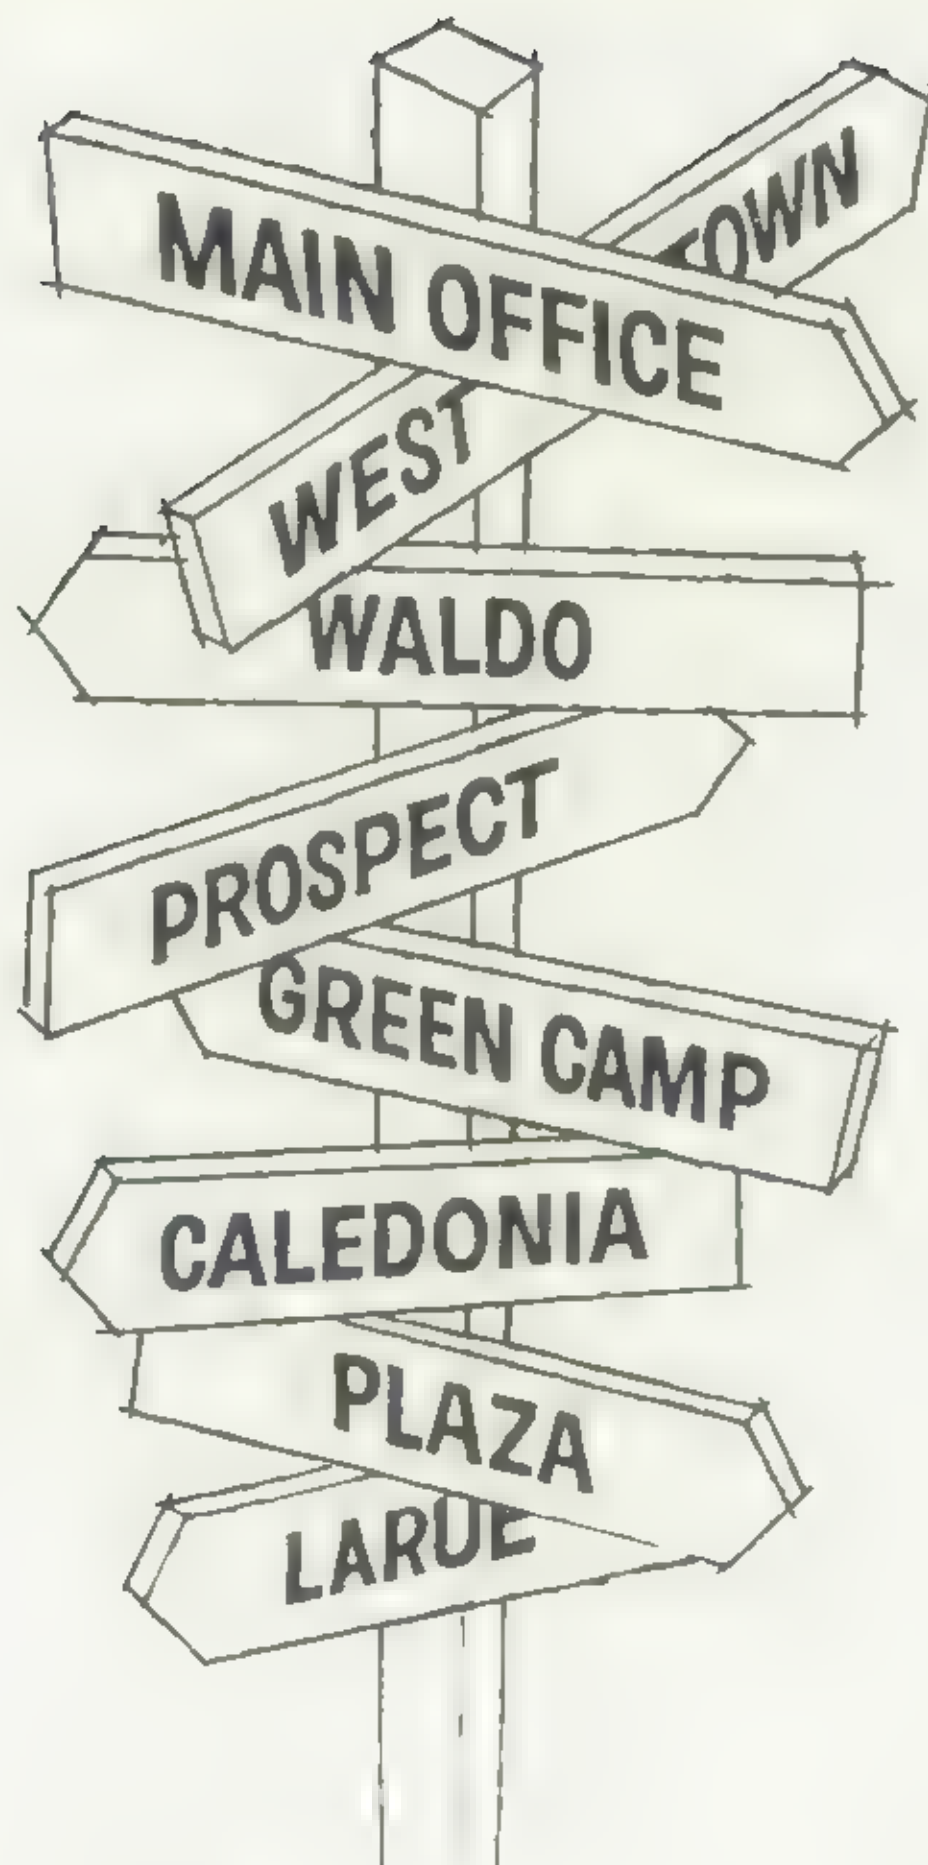 MAIN OFFICE
WEST TOWN
WALDO
PROSPECT
GREEN CAMP
CALEDONIA
PLAZA
LARUE